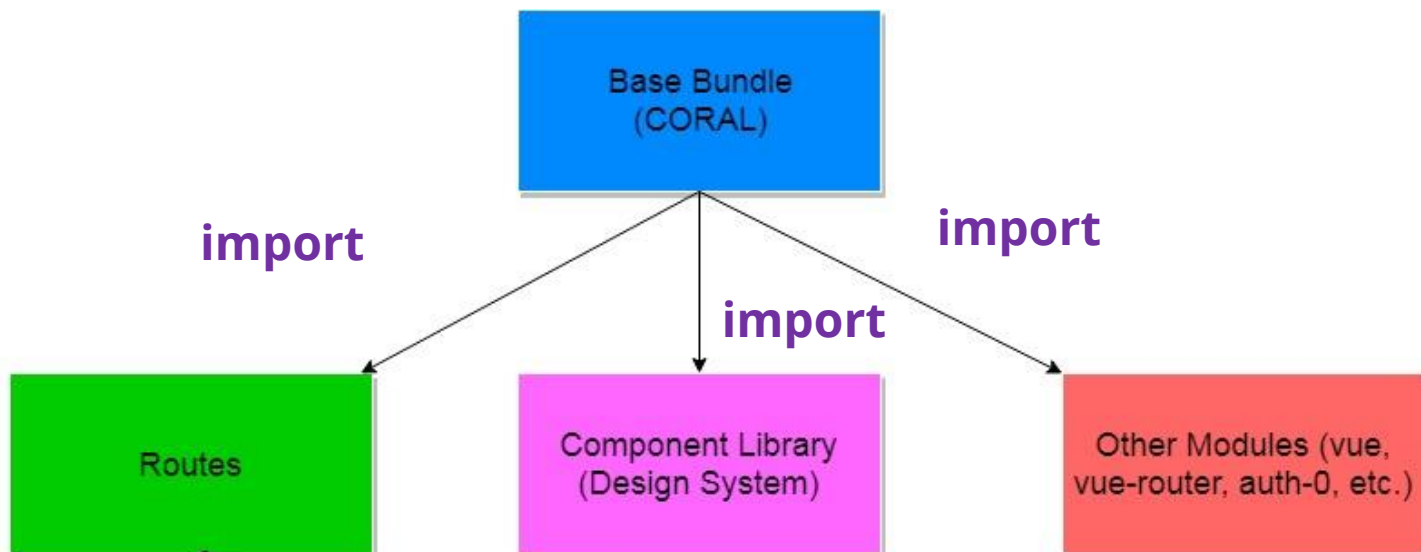 Base Bundle
(CORAL)
import
import
import
Routes
Component Library
(Design System)
Other Modules (vue,
vue-router, auth-0, etc.)